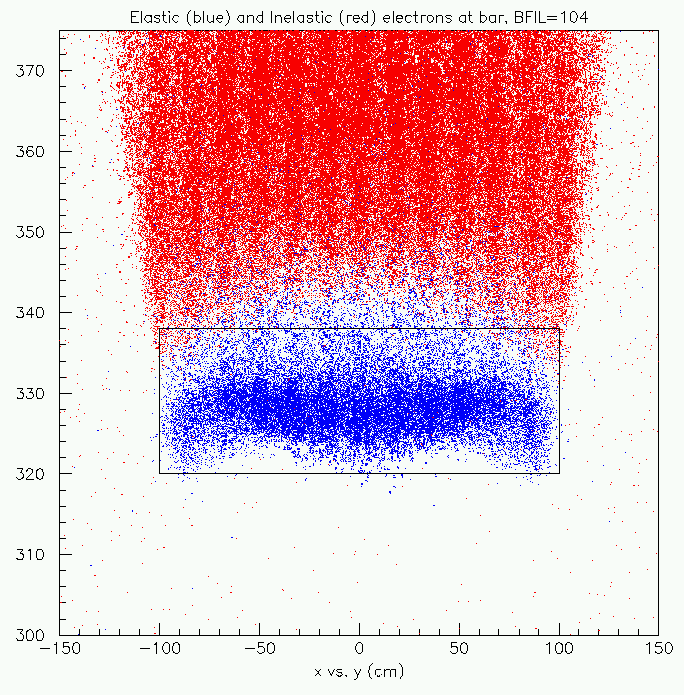 Elastic (blue) and Inelastic (red) electrons at bar, BFIL=104
370
360
350
340
330
320
310
300
−150 −100 −50 0 50 100 150
x vs. y (cm)